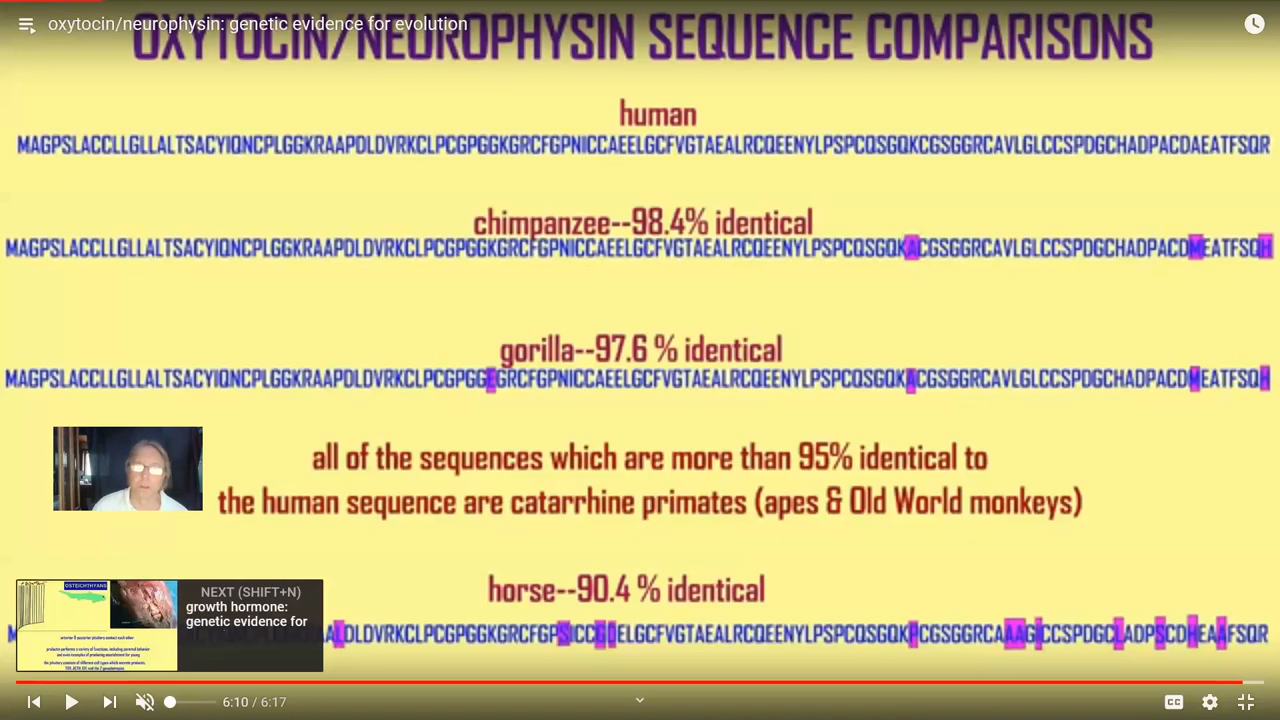 oxytocin/neurophysin: genetic evidence for evolution
OXYTOCIN/NEUROPHYSIN SEQUENCE COMPARISONS
human
MAGPSLACCLLGLLALTSACYIQNCPLGGKRAAPDLDVRKCLPCGPGGKGRCFGPNICCAEELGCFVGTAEALRCQEENYLPSPCQSGQKCGSGGRCAVLGLCCSPDGCHADPACDAEATFSQR
chimpanzee--98.4% identical
MAGPSLACCLLGLLALTSACYIQNCPLGGKRAAPDLDVRKCLPCGPGGKGRCFGPNICCAEELGCFVGTAEALRCQEENYLPSPCQSGQKACGSGGRCAVLGLCCSPDGCHADPACDMEATFSQH
gorilla--97.6 % identical
MAGPSLACCLLGLLALTSACYIQNCPLGGKRAAPDLDVRKCLPCGPGGEGRCFGPNICCAEELGCFVGTAEALRCQEENYLPSPCQSGQKACGSGGRCAVLGLCCSPDGCHADPACDMEATFSQH
all of the sequences which are more than 95% identical to
the human sequence are catarrhine primates (apes & Old World monkeys)
horse--90.4 % identical
ALDLDVRKCLPCGPGGKGRCFGPSICCGDELGCFVGTAEALRCQEENYLPSPCQSGQKPCGSGGRCAAAGICCSPDGCLADPSCDHEAAFSQR
OSTEICHTHYANS
NEXT (SHIFT+N)
growth hormone:
genetic evidence for
6:10 / 6:17
CC